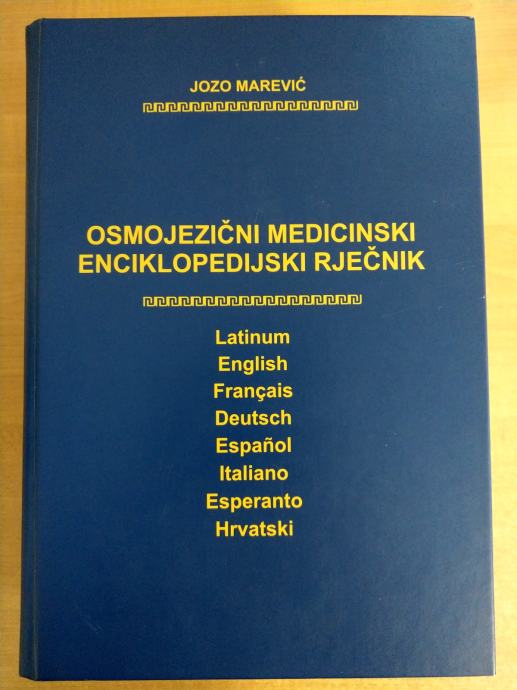 JOZO MAREVIĆ
OSMOJEZIČNI MEDICINSKI
ENCIKLOPEDIJSKI RJEČNIK
Latinum
English
Français
Deutsch
Español
Italiano
Esperanto
Hrvatski